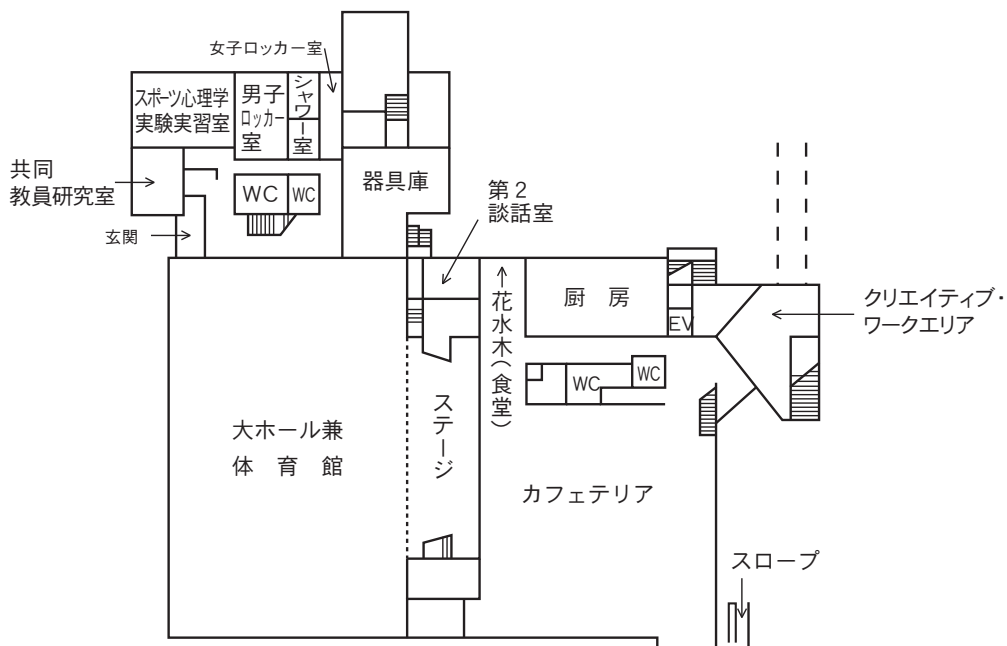 女子ロッカー室
スポーツ心理学
実験実習室
男子
ロッカー
室
シャワー室
共同
教員研究室
WC
WC
器具庫
第2
談話室
玄関
↑花水木(食堂)
厨 房
EV
クリエイティブ・
ワークエリア
WC
WC
ステージ
大ホール兼
体 育 館
カフェテリア
スロープ